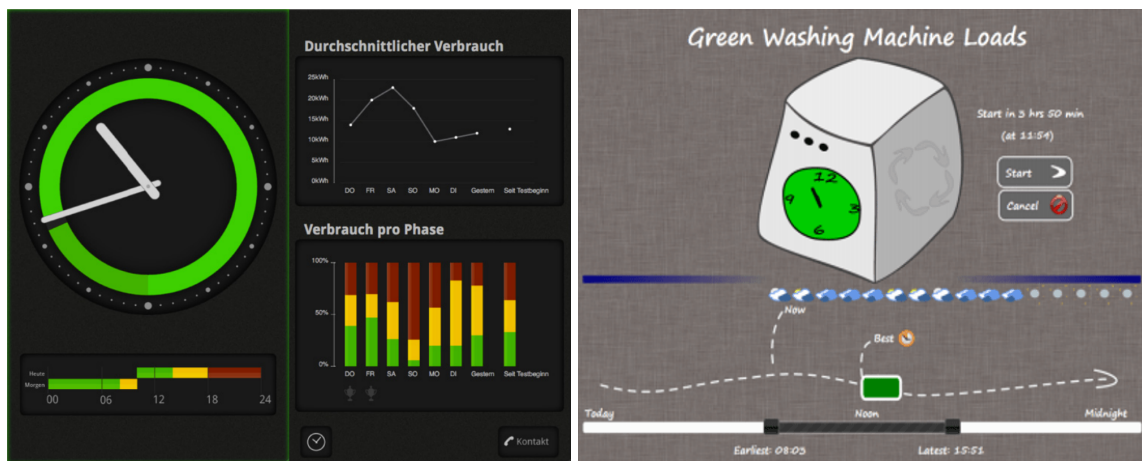 Durchschnittlicher Verbrauch
25kWh
20kWh
15kWh
10kWh
5kWh
0kWh
DO FR SA SO MO DI Gestern Seit Testbeginn
Verbrauch pro Phase
100%
50%
0%
DO FR SA SO MO DI Gestern Seit Testbeginn
Heute
Morgen
00 06 12 18 24
Kontakt
Green Washing Machine Loads
Start in 3 hrs 50 min
(at 11:54)
Start
Cancel
12
9 3
6
Now
Best
Today Noon Midnight
Earliest: 08:03 Latest: 15:51